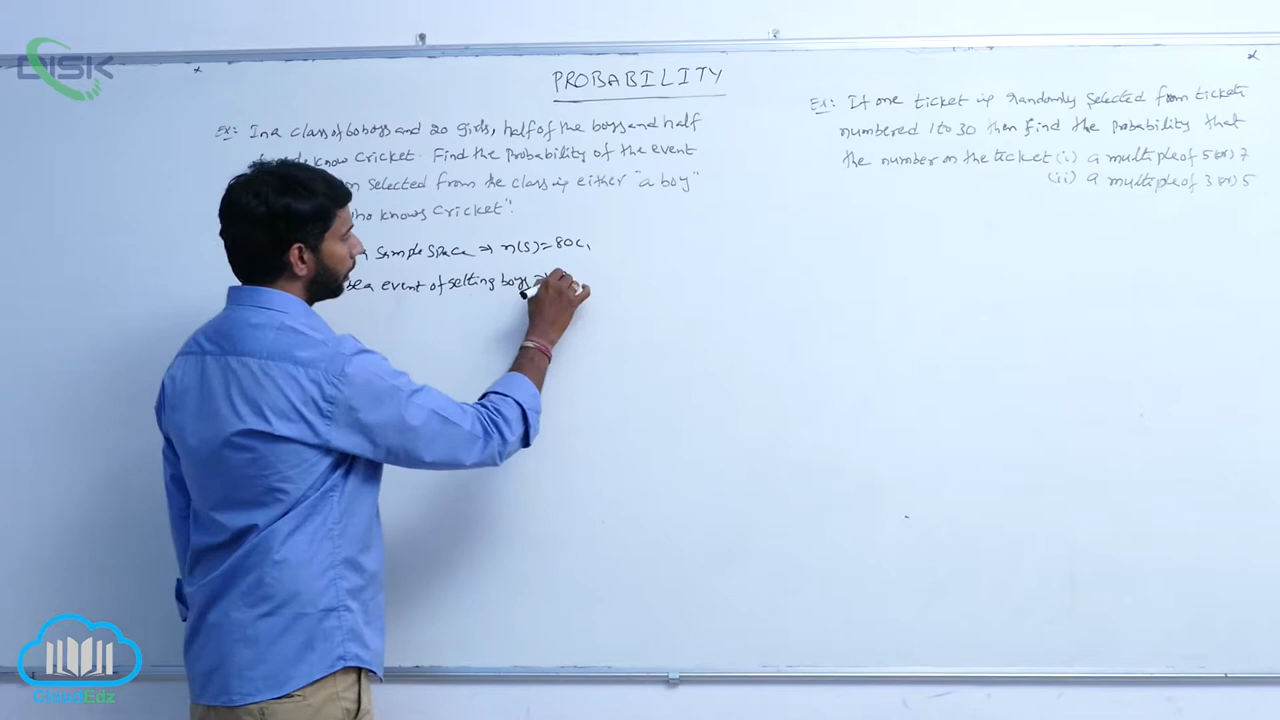 DISK
PROBABILITY
Ex: In a class of 60 boys and 20 girls, half of the boys and half
know Cricket. Find the Probability of the event
selected from the class is either "a boy"
who knows Cricket".
Sample Space ⇒ n(S)=80C₁
be a event of selting boys
Ex: If one ticket is randomly selected from tickets
numbered 1 to 30 then find the probability that
the number on the ticket (i) a multiple of 5 (or) 7
(ii) a multiple of 3 (or) 5
CloudEdz